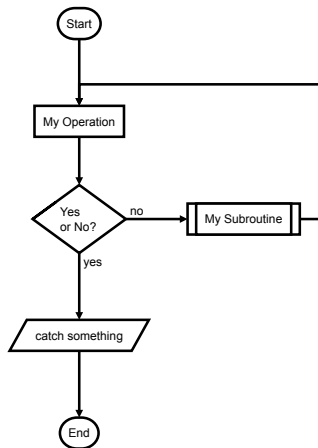 Start
My Operation
Yes
or No?
no
My Subroutine
yes
catch something
End